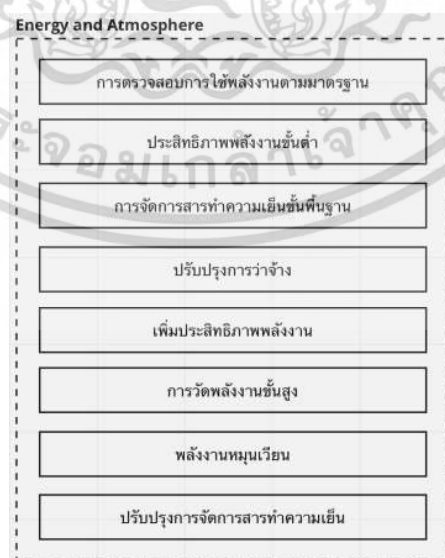 Energy and Atmosphere
การตรวจสอบการใช้พลังงานตามมาตรฐาน
ประสิทธิภาพพลังงานขั้นต่ำ
การจัดการสารทำความเย็นขั้นพื้นฐาน
ปรับปรุงการว่าจ้าง
เพิ่มประสิทธิภาพพลังงาน
การวัดพลังงานขั้นสูง
พลังงานหมุนเวียน
ปรับปรุงการจัดการสารทำความเย็น